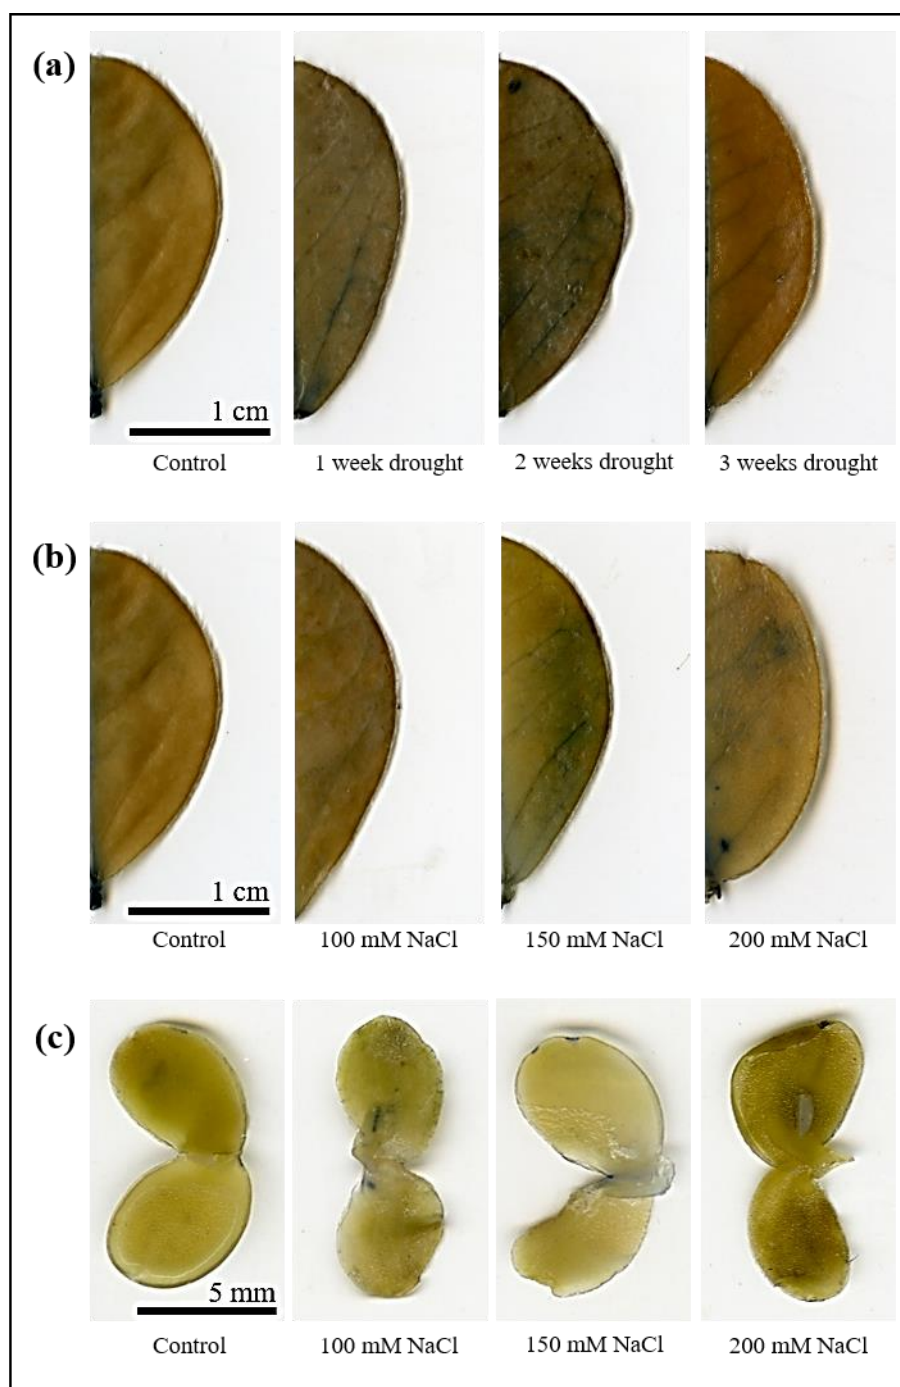 (a)
1 cm
Control
1 week drought
2 weeks drought
3 weeks drought
(b)
1 cm
Control
100 mM NaCl
150 mM NaCl
200 mM NaCl
(c)
5 mm
Control
100 mM NaCl
150 mM NaCl
200 mM NaCl